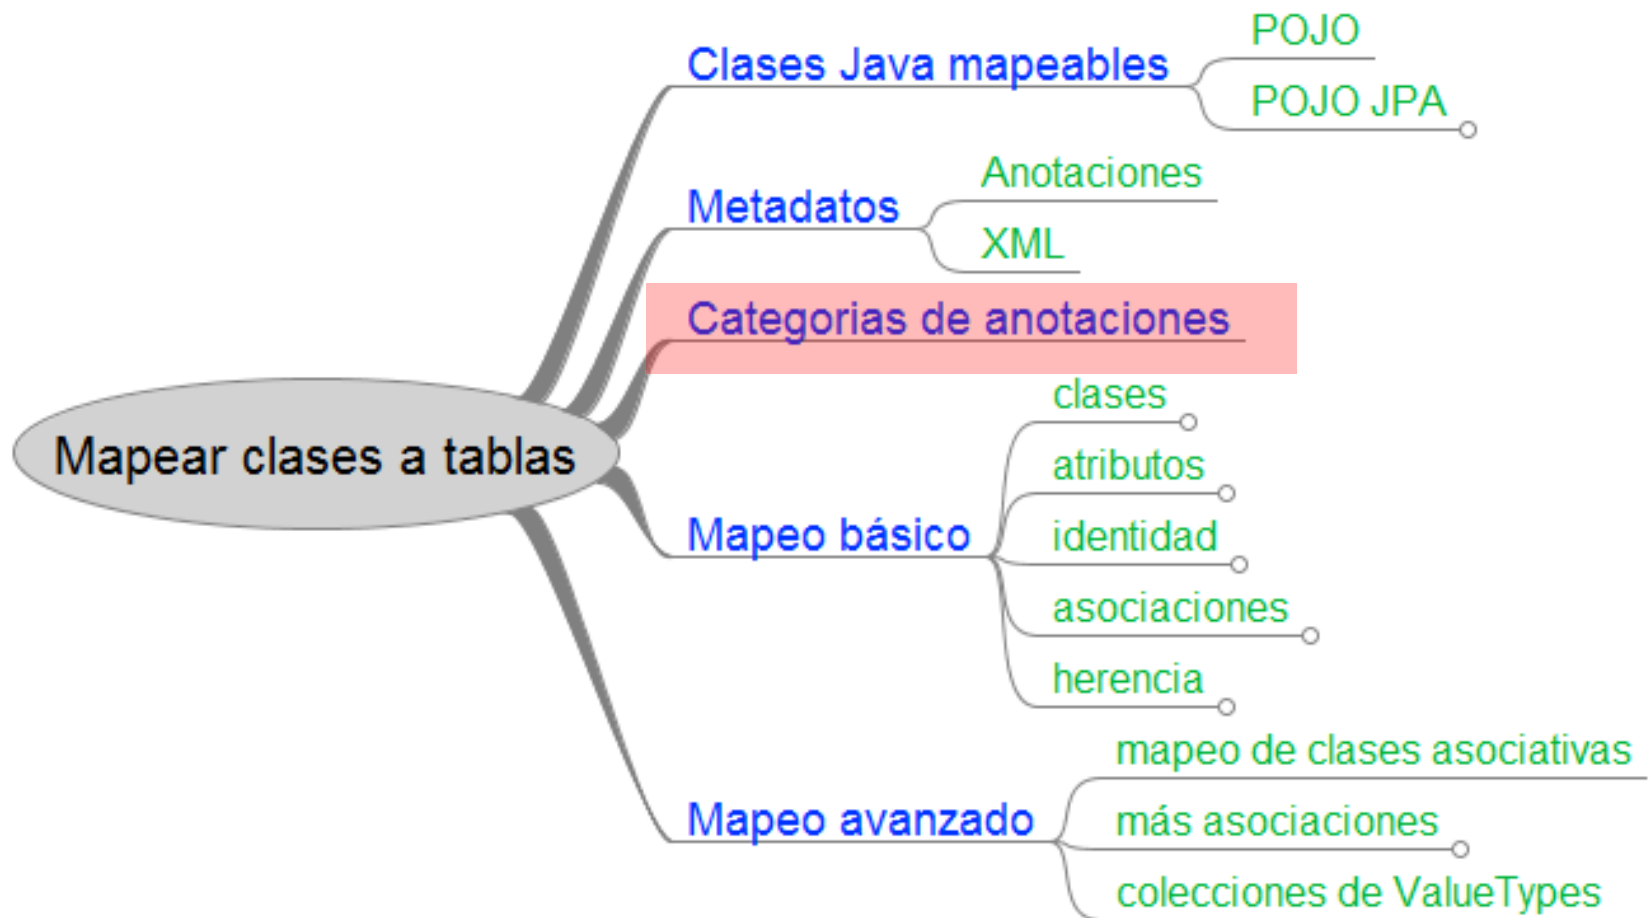 Mapear clases a tablas
Clases Java mapeables
POJO
POJO JPA
Metadatos
Anotaciones
XML
Categorias de anotaciones
Mapeo básico
clases
atributos
identidad
asociaciones
herencia
Mapeo avanzado
mapeo de clases asociativas
más asociaciones
colecciones de ValueTypes